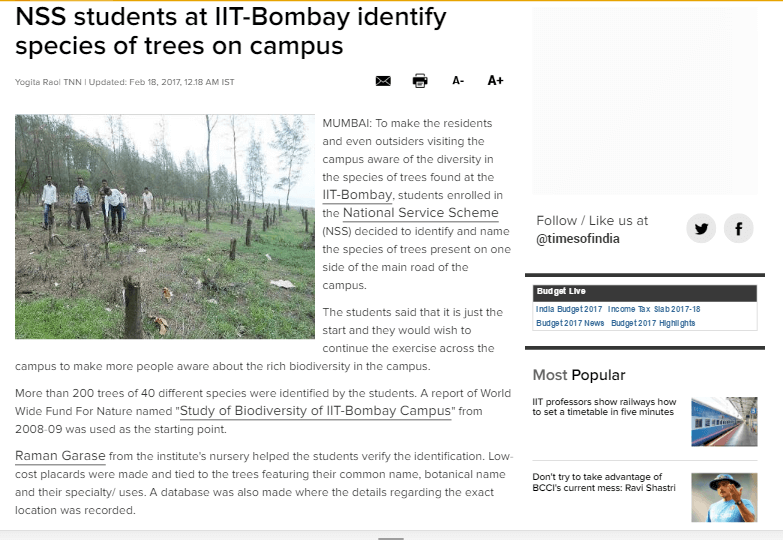 NSS students at IIT-Bombay identify
species of trees on campus
Yogita Rao| TNN | Updated: Feb 18, 2017, 12.18 AM IST
A- A+
MUMBAI: To make the residents
and even outsiders visiting the
campus aware of the diversity in
the species of trees found at the
IIT-Bombay, students enrolled in
the National Service Scheme
(NSS) decided to identify and name
the species of trees present on one
side of the main road of the
campus.
The students said that it is just the
start and they would wish to
continue the exercise across the
campus to make more people aware about the rich biodiversity in the campus.
More than 200 trees of 40 different species were identified by the students. A report of World
Wide Fund For Nature named "Study of Biodiversity of IIT-Bombay Campus" from
2008-09 was used as the starting point.
Raman Garase from the institute's nursery helped the students verify the identification. Low-
cost placards were made and tied to the trees featuring their common name, botanical name
and their specialty/ uses. A database was also made where the details regarding the exact
location was recorded.
Follow / Like us at
@timesofindia
Budget Live
India Budget 2017 Income Tax Slab 2017-18
Budget 2017 News Budget 2017 Highlights
Most Popular
IIT professors show railways how
to set a timetable in five minutes
Don't try to take advantage of
BCCI's current mess: Ravi Shastri